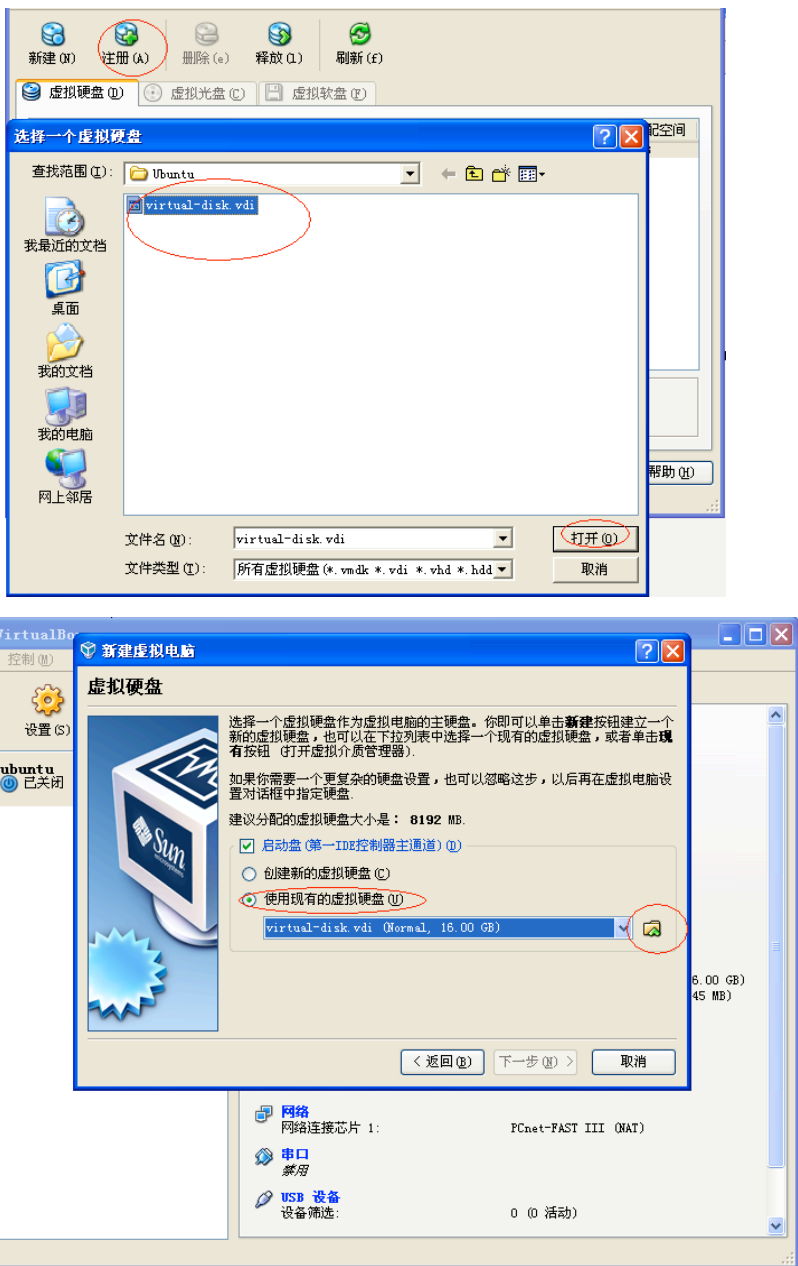 新建(N) 注册(A) 删除(e) 释放(l) 刷新(f)
虚拟硬盘(D) 虚拟光盘(C) 虚拟软盘(F)
配空间
选择一个虚拟硬盘
查找范围(I): Ubuntu
virtual-disk.vdi
我最近的文档
桌面
我的文档
我的电脑
网上邻居
帮助(H)
文件名(N): virtual-disk.vdi 打开(O)
文件类型(T): 所有虚拟硬盘(*.vmdk *.vdi *.vhd *.hdd 取消
VirtualBo
控制(M)
新建虚拟电脑
虚拟硬盘
设置(S)
ubuntu
已关闭
选择一个虚拟硬盘作为虚拟电脑的主硬盘。你即可以单击新建按钮建立一个
新的虚拟硬盘，也可以在下拉列表中选择一个现有的虚拟硬盘，或者单击现
有按钮 (打开虚拟介质管理器).
如果你需要一个更复杂的硬盘设置，也可以忽略这步，以后再在虚拟电脑设
置对话框中指定硬盘.
建议分配的虚拟硬盘大小是： 8192 MB.
启动盘(第一IDE控制器主通道)(D)
创建新的虚拟硬盘(C)
使用现有的虚拟硬盘(U)
virtual-disk.vdi (Normal, 16.00 GB)
Sun
microsystems
6.00 GB)
45 MB)
< 返回(B) 下一步(N) > 取消
网络
网络连接芯片 1: PCnet-FAST III (NAT)
串口
禁用
USB 设备
设备筛选: 0 (0 活动)